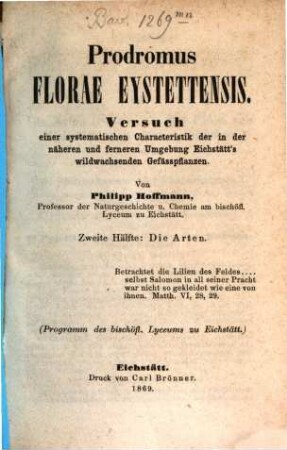 Bav. 1269 m
Prodromus
FLORAE EYSTETTENSIS.
Versuch
einer systematischen Characteristik der in der
näheren und ferneren Umgebung Eichstätt's
wildwachsenden Gefässpflanzen.
Von
Philipp Hoffmann,
Professor der Naturgeschichte u. Chemie am bischöfl.
Lyceum zu Eichstätt.
Zweite Hälfte: Die Arten.
Betrachtet die Lilien des Feldes....
selbst Salomon in all seiner Pracht
war nicht so gekleidet wie eine von
ihnen. Matth. VI, 28, 29.
(Programm des bischöfl. Lyceums zu Eichstätt.)
Eichstätt.
Druck von Carl Brönner.
1869.